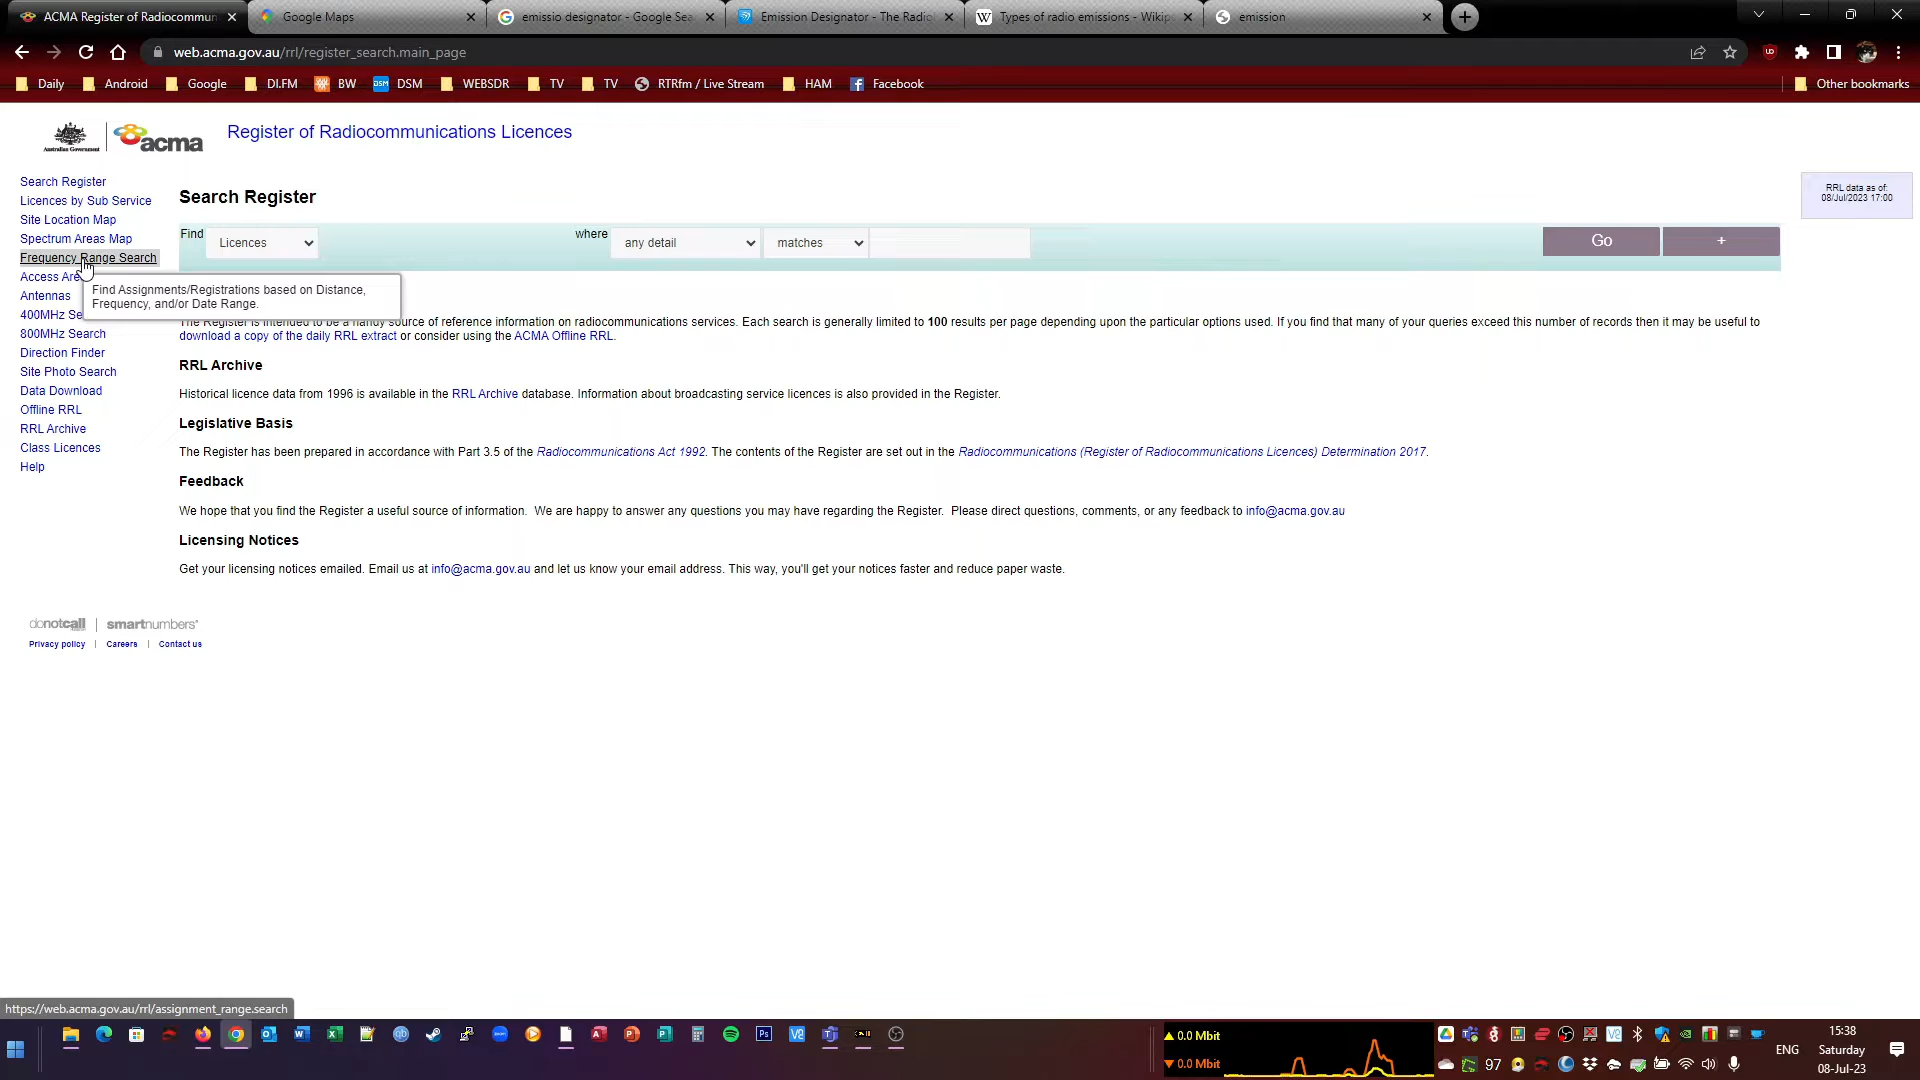 ACMA Register of Radiocommun
Google Maps
emissio designator - Google Sea
Emission Designator - The Radiol
Types of radio emissions - Wikip
emission
web.acma.gov.au/rrl/register_search.main_page
Daily
Android
Google
DI.FM
BW
DSM
WEBSDR
TV
TV
RTRfm / Live Stream
HAM
Facebook
Other bookmarks
Australian Government
acma
Register of Radiocommunications Licences
Search Register
Licences by Sub Service
Site Location Map
Spectrum Areas Map
Frequency Range Search
Access Are
Antennas
400MHz Se
800MHz Search
Direction Finder
Site Photo Search
Data Download
Offline RRL
RRL Archive
Class Licences
Help
Find Assignments/Registrations based on Distance,
Frequency, and/or Date Range.
Search Register
RRL data as of:
08/Jul/2023 17:00
Find Licences where any detail matches Go +
The Register is intended to be a handy source of reference information on radiocommunications services. Each search is generally limited to 100 results per page depending upon the particular options used. If you find that many of your queries exceed this number of records then it may be useful to
download a copy of the daily RRL extract or consider using the ACMA Offline RRL.
RRL Archive
Historical licence data from 1996 is available in the RRL Archive database. Information about broadcasting service licences is also provided in the Register.
Legislative Basis
The Register has been prepared in accordance with Part 3.5 of the Radiocommunications Act 1992. The contents of the Register are set out in the Radiocommunications (Register of Radiocommunications Licences) Determination 2017.
Feedback
We hope that you find the Register a useful source of information. We are happy to answer any questions you may have regarding the Register. Please direct questions, comments, or any feedback to info@acma.gov.au
Licensing Notices
Get your licensing notices emailed. Email us at info@acma.gov.au and let us know your email address. This way, you'll get your notices faster and reduce paper waste.
donotcall | smartnumbers
Privacy policy | Careers | Contact us
https://web.acma.gov.au/rrl/assignment_range.search
0.0 Mbit
0.0 Mbit
97
ENG
15:38
Saturday
08-Jul-23